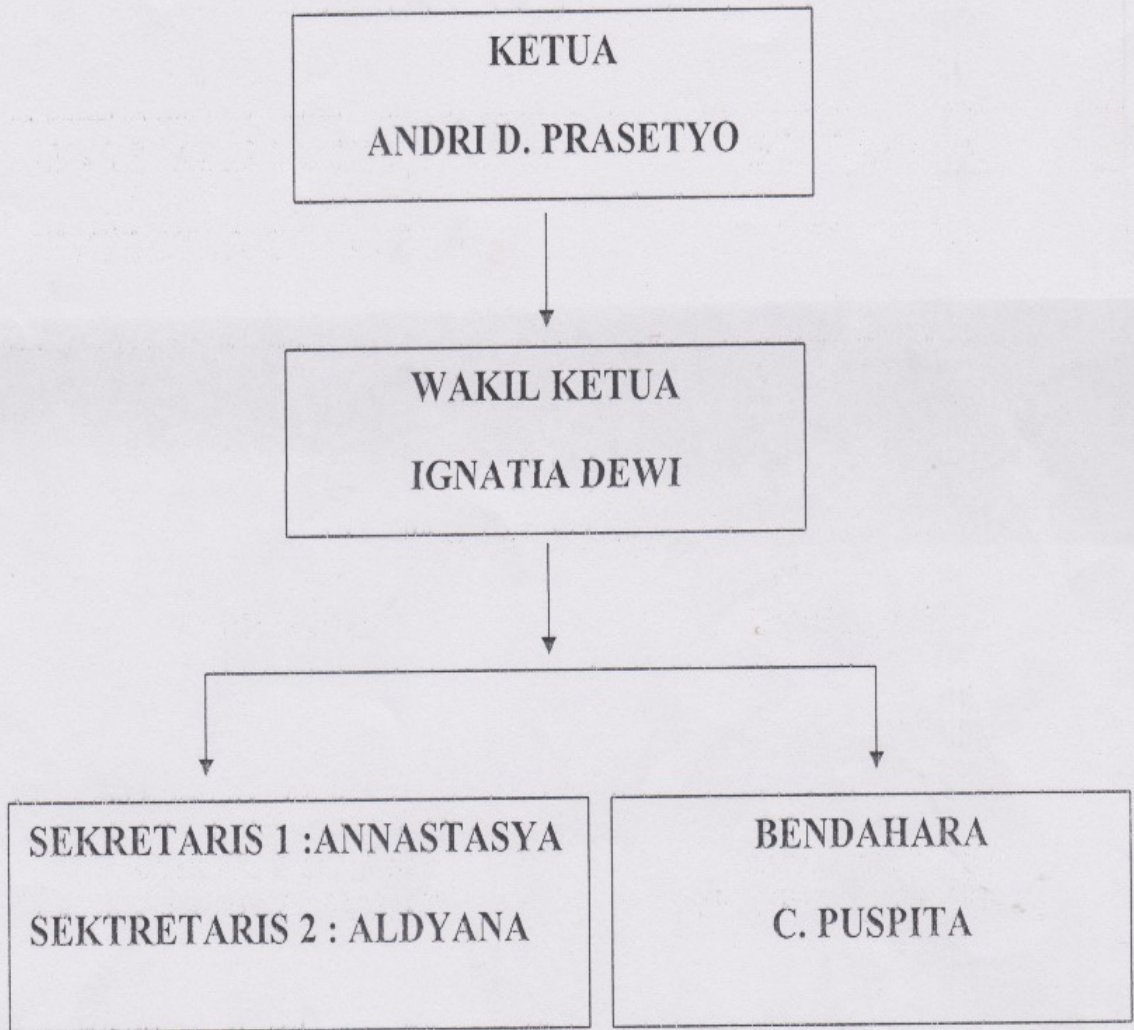 KETUA
ANDRI D. PRASETYO
WAKIL KETUA
IGNATIA DEWI
SEKRETARIS 1 :ANNASTASYA
SEKTRETARIS 2 : ALDYANA
BENDAHARA
C. PUSPITA